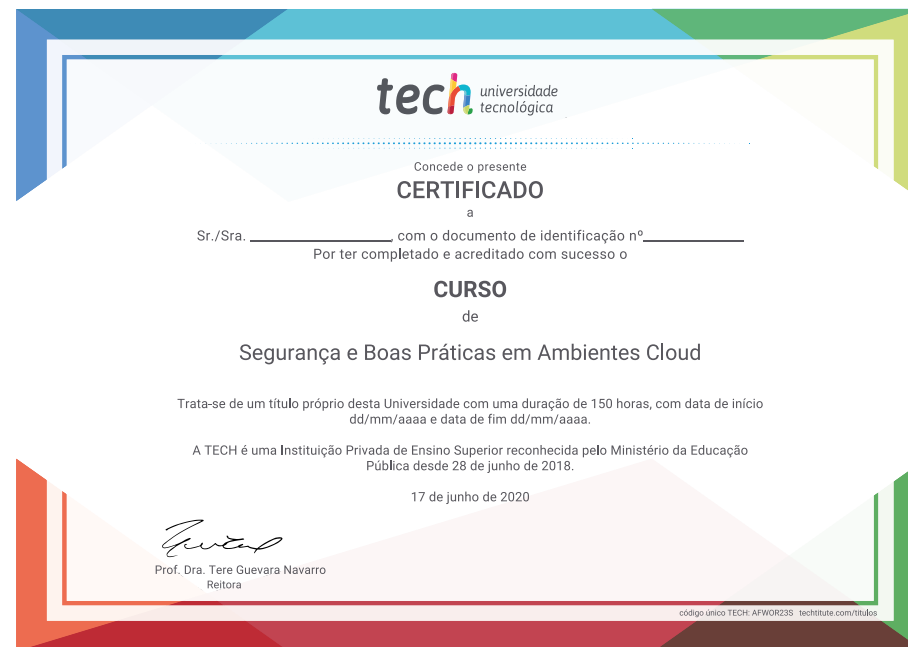 tech universidade
tecnológica
Concede o presente
CERTIFICADO
a
Sr./Sra. ____________________, com o documento de identificação nº______________
Por ter completado e acreditado com sucesso o
CURSO
de
Segurança e Boas Práticas em Ambientes Cloud
Trata-se de um título próprio desta Universidade com uma duração de 150 horas, com data de início
dd/mm/aaaa e data de fim dd/mm/aaaa.
A TECH é uma Instituição Privada de Ensino Superior reconhecida pelo Ministério da Educação
Pública desde 28 de junho de 2018.
17 de junho de 2020
Prof. Dra. Tere Guevara Navarro
Reitora
código único TECH: AFWOR23S techtitute.com/titulos